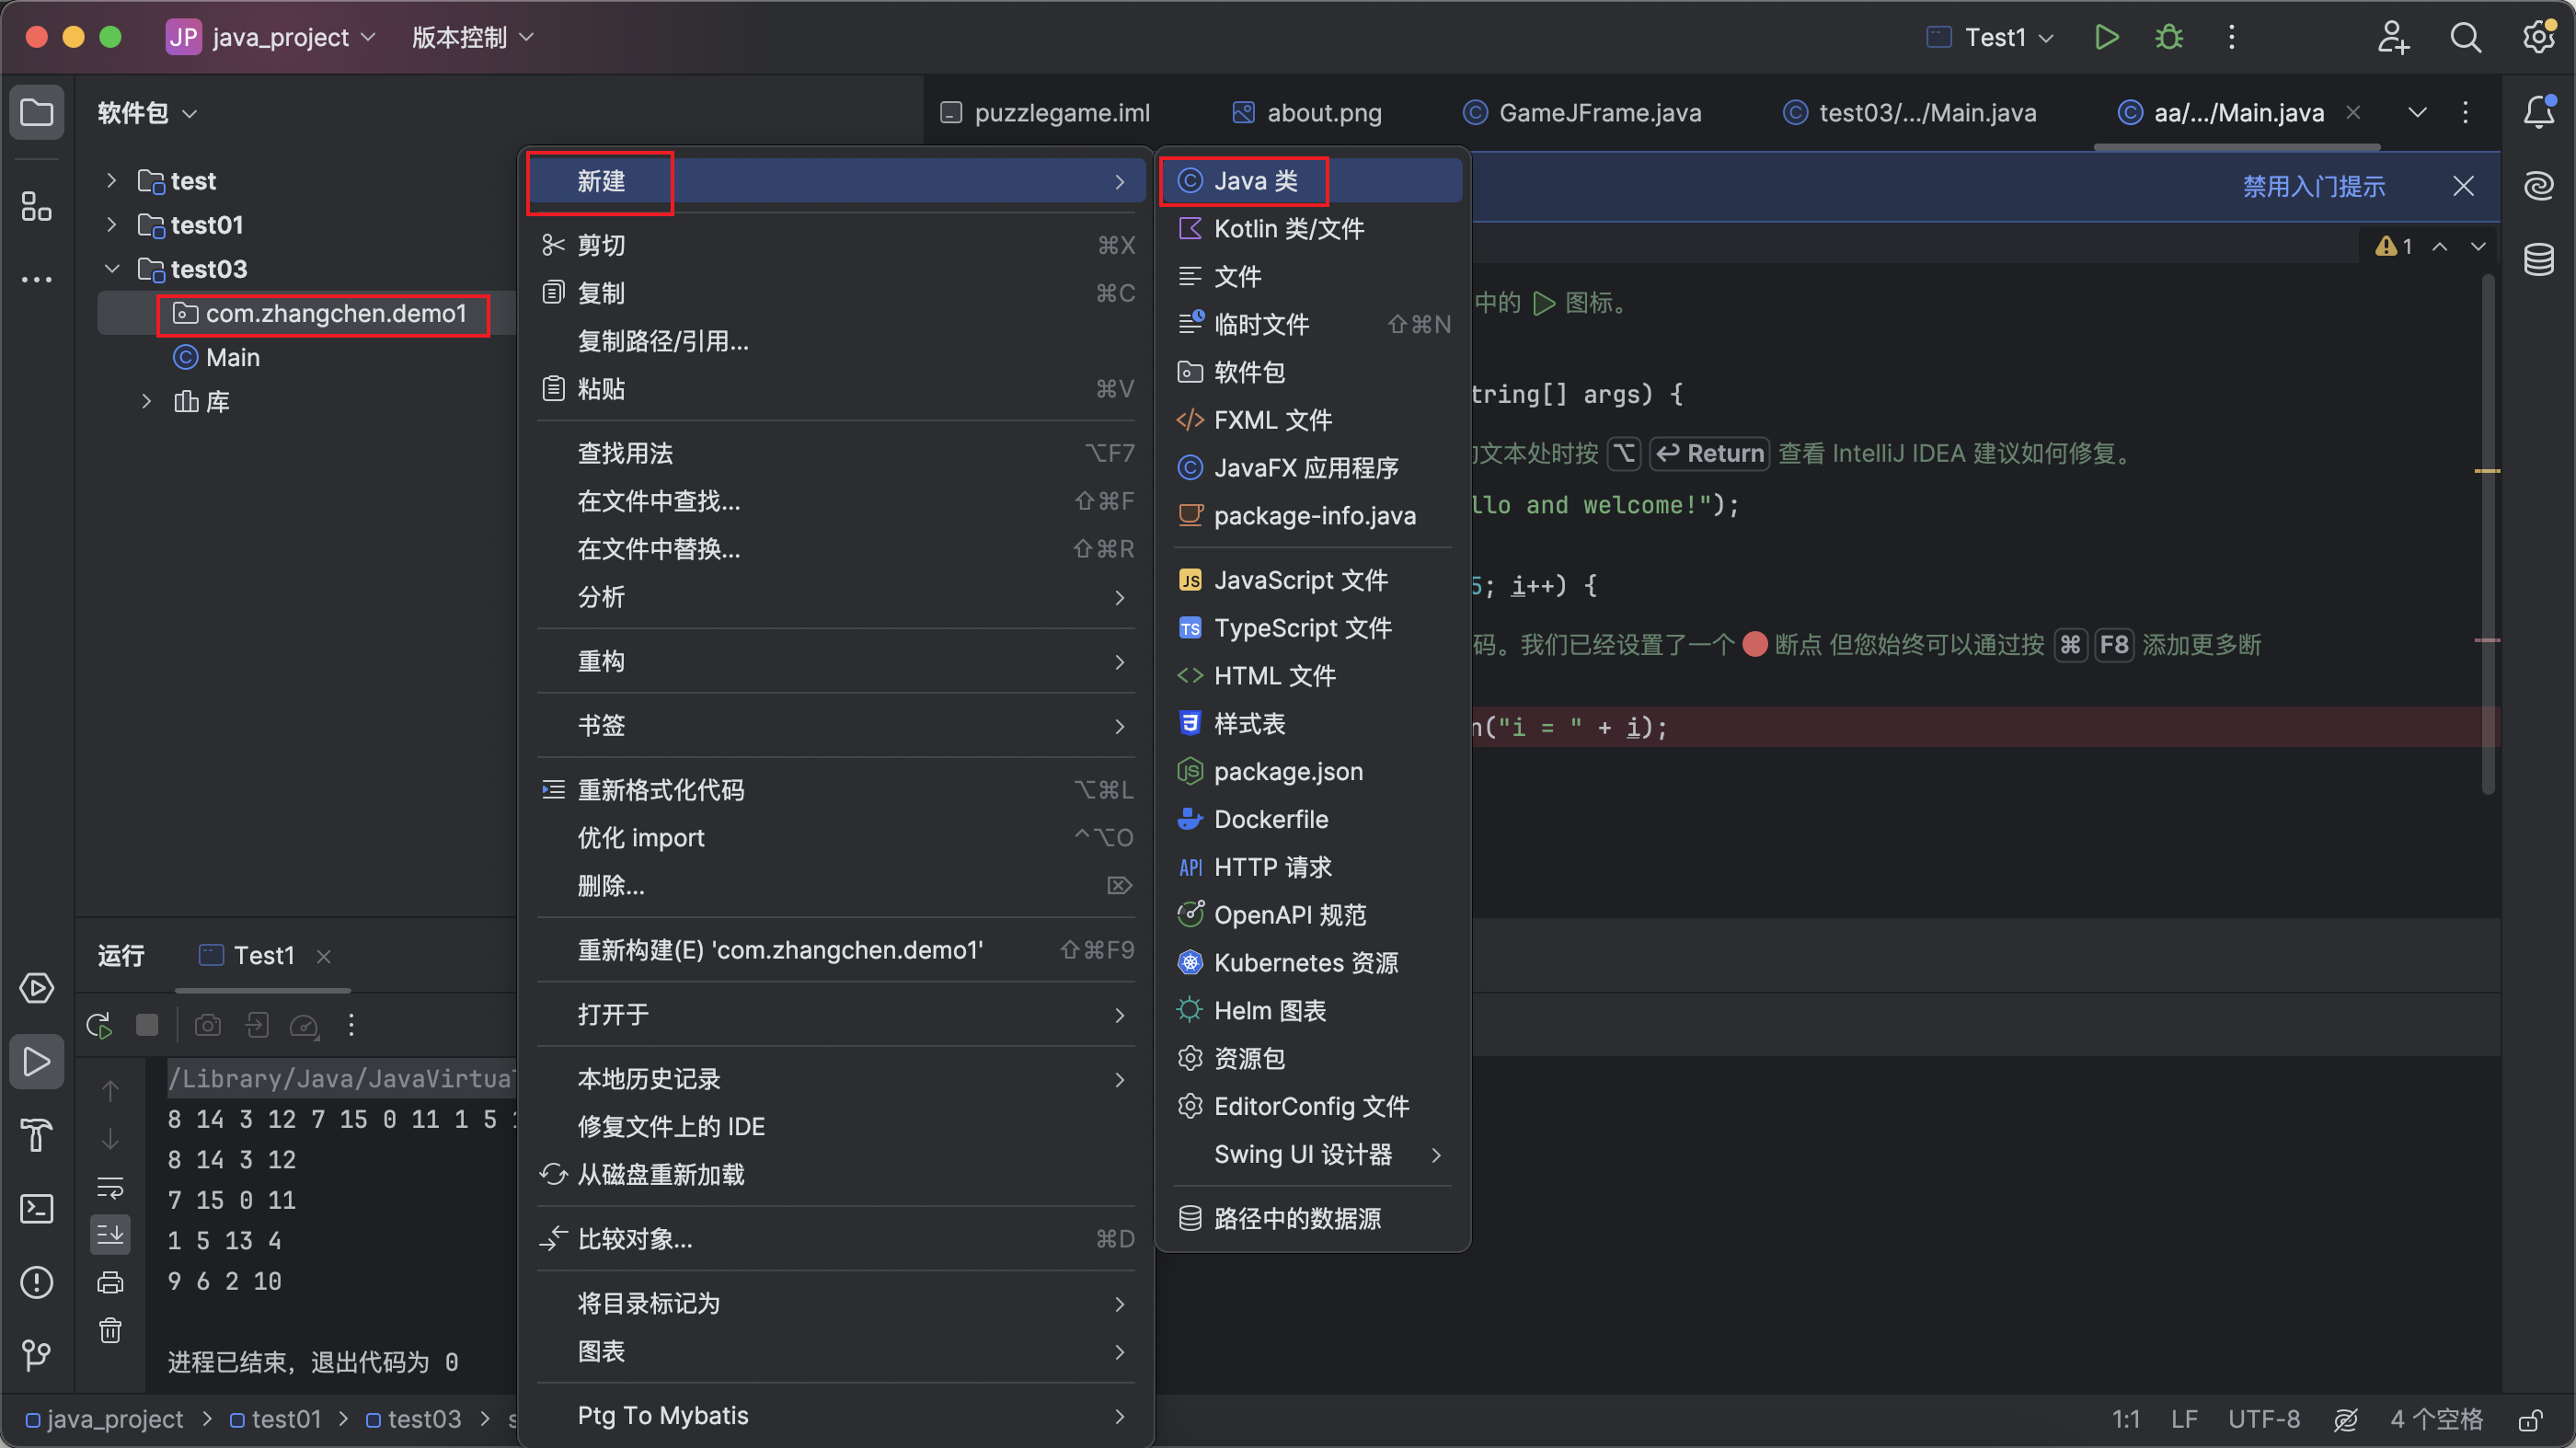 JP java_project 版本控制 Test1
软件包
puzzlegame.iml about.png GameJFrame.java test03/.../Main.java aa/.../Main.java
test
test01
test03
com.zhangchen.demo1
Main
库
新建
剪切 ⌘X
复制 ⌘C
复制路径/引用...
粘贴 ⌘V
查找用法 ⌥F7
在文件中查找... ⇧⌘F
在文件中替换... ⇧⌘R
分析
重构
书签
重新格式化代码 ⌥⌘L
优化 import ^⌥O
删除... ⌦
重新构建(E) 'com.zhangchen.demo1' ⇧⌘F9
打开于
本地历史记录
修复文件上的 IDE
从磁盘重新加载
比较对象... ⌘D
将目录标记为
图表
Ptg To Mybatis
Java 类
Kotlin 类/文件
文件
临时文件 ⇧⌘N
软件包
FXML 文件
JavaFX 应用程序
package-info.java
JS JavaScript 文件
TS TypeScript 文件
HTML 文件
样式表
package.json
Dockerfile
API HTTP 请求
OpenAPI 规范
Kubernetes 资源
Helm 图表
资源包
EditorConfig 文件
Swing UI 设计器
路径中的数据源
禁用入门提示
1
中的 图标。
tring[] args) {
文本处时按 ⌥ ↩ Return 查看 IntelliJ IDEA 建议如何修复。
llo and welcome!");
5; i++) {
码。我们已经设置了一个 断点 但您始终可以通过按 ⌘ F8 添加更多断
n("i = " + i);
运行 Test1
/Library/Java/JavaVirtua
8 14 3 12 7 15 0 11 1 5
8 14 3 12
7 15 0 11
1 5 13 4
9 6 2 10
进程已结束，退出代码为 0
java_project > test01 > test03 > s
1:1 LF UTF-8 4 个空格